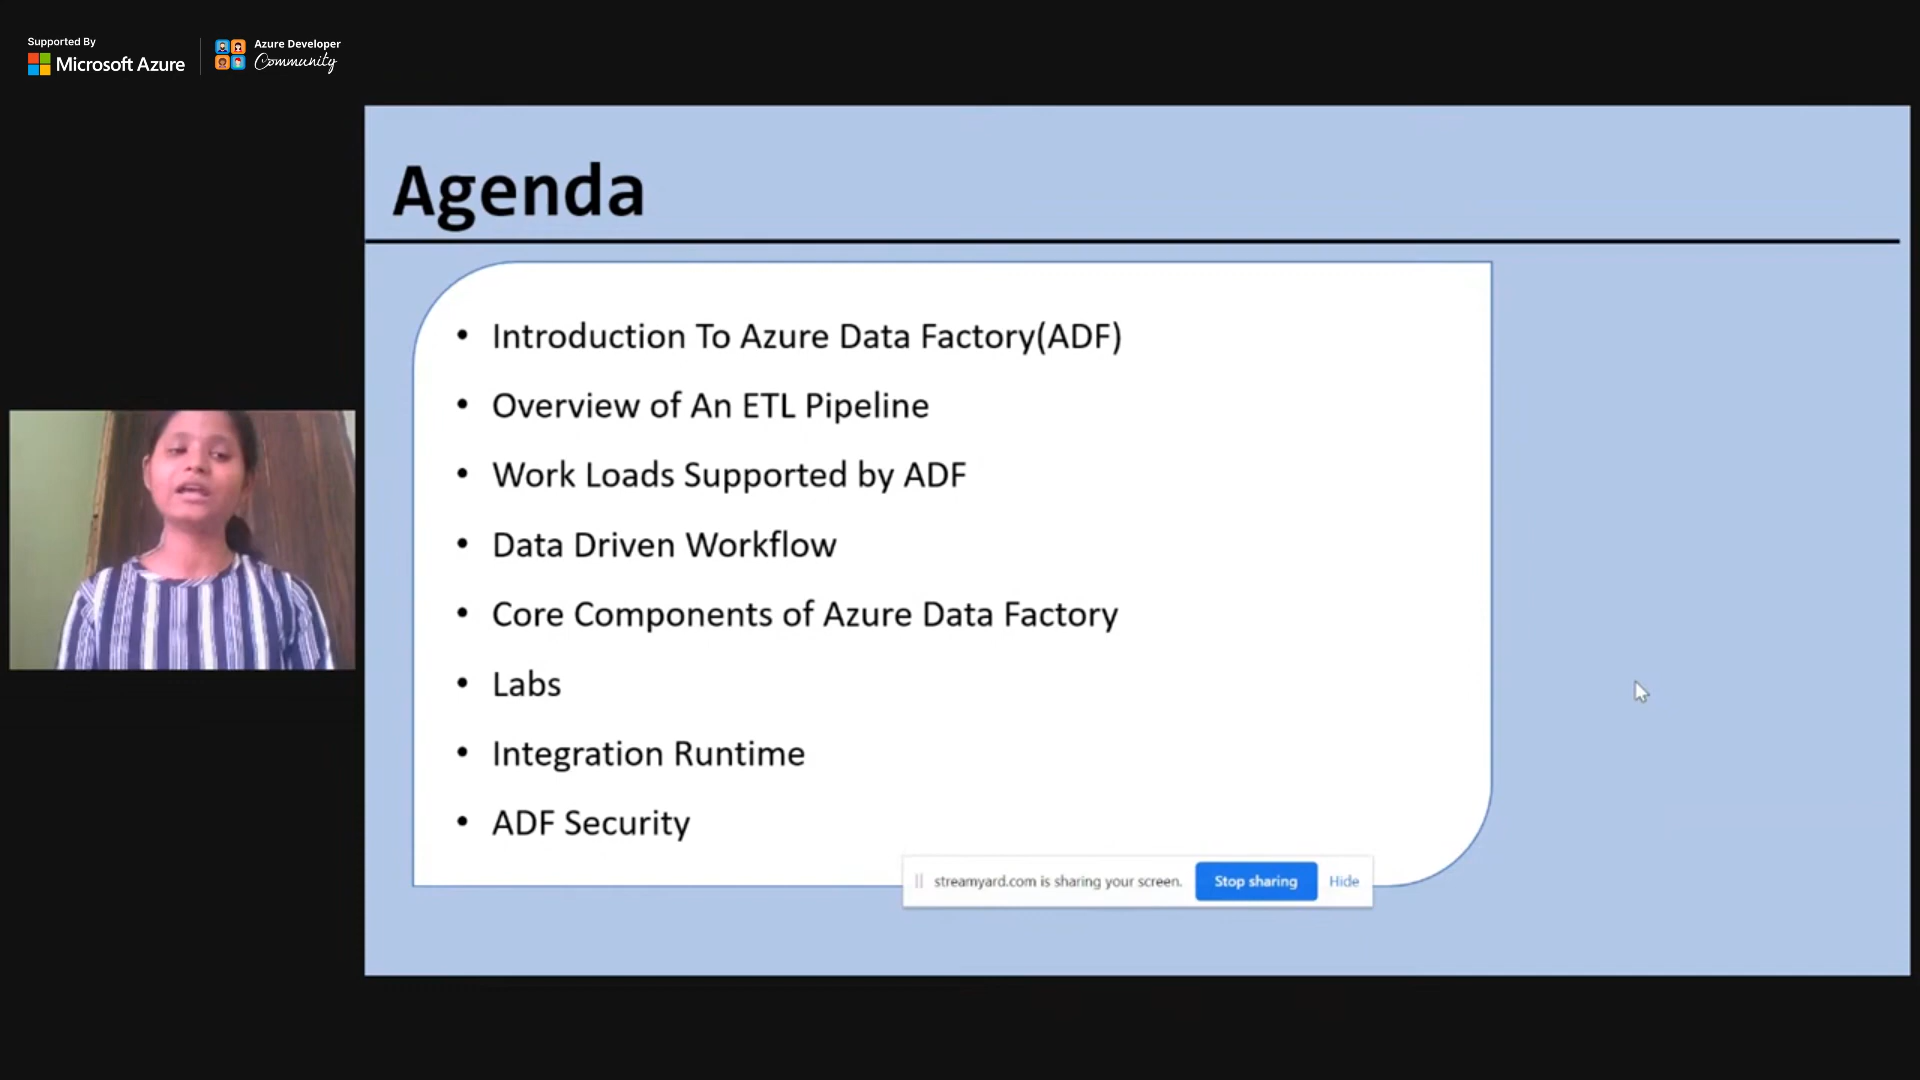 Supported By
Microsoft Azure
Azure Developer
Community
Agenda
• Introduction To Azure Data Factory(ADF)
• Overview of An ETL Pipeline
• Work Loads Supported by ADF
• Data Driven Workflow
• Core Components of Azure Data Factory
• Labs
• Integration Runtime
• ADF Security
streamyard.com is sharing your screen. Stop sharing Hide